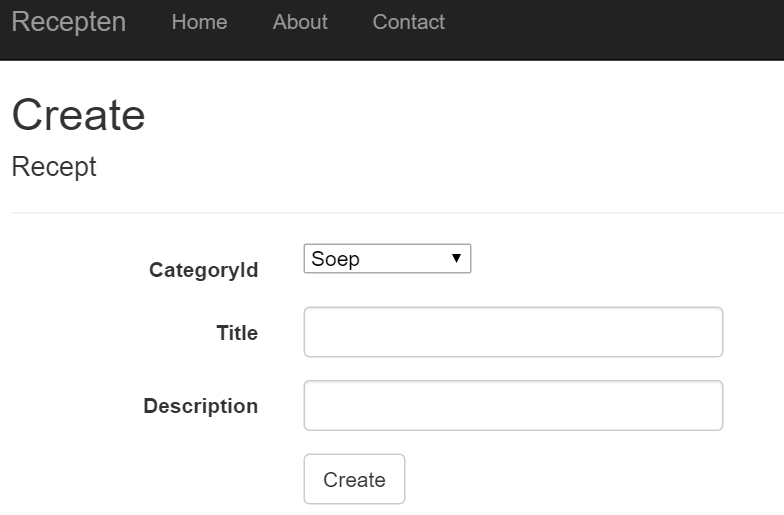 Recepten Home About Contact
Create
Recept
CategoryId Soep
Title
Description
Create